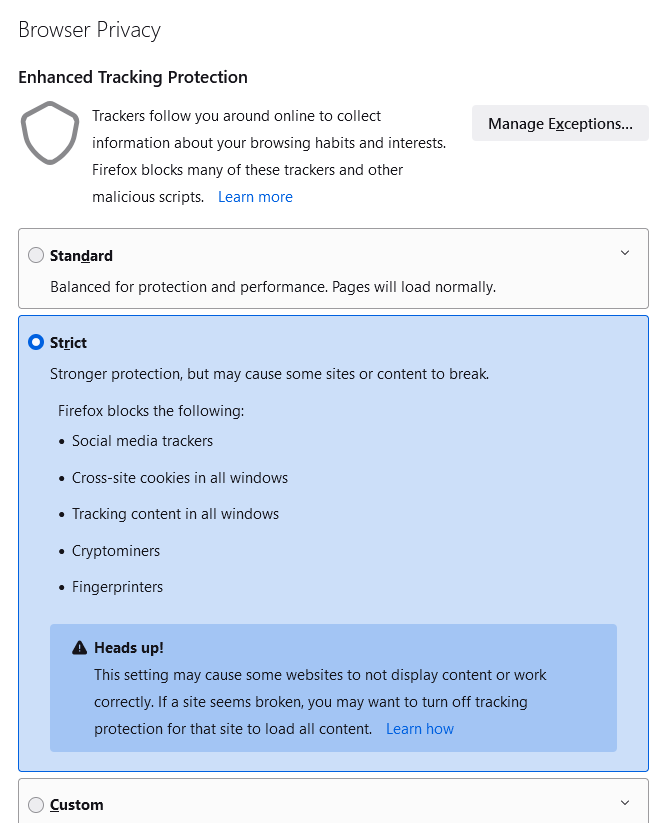 Browser Privacy
Enhanced Tracking Protection
Trackers follow you around online to collect
information about your browsing habits and interests.
Firefox blocks many of these trackers and other
malicious scripts. Learn more
Manage Exceptions...
Standard
Balanced for protection and performance. Pages will load normally.
Strict
Stronger protection, but may cause some sites or content to break.
Firefox blocks the following:
• Social media trackers
• Cross-site cookies in all windows
• Tracking content in all windows
• Cryptominers
• Fingerprinters
Heads up!
This setting may cause some websites to not display content or work
correctly. If a site seems broken, you may want to turn off tracking
protection for that site to load all content. Learn how
Custom